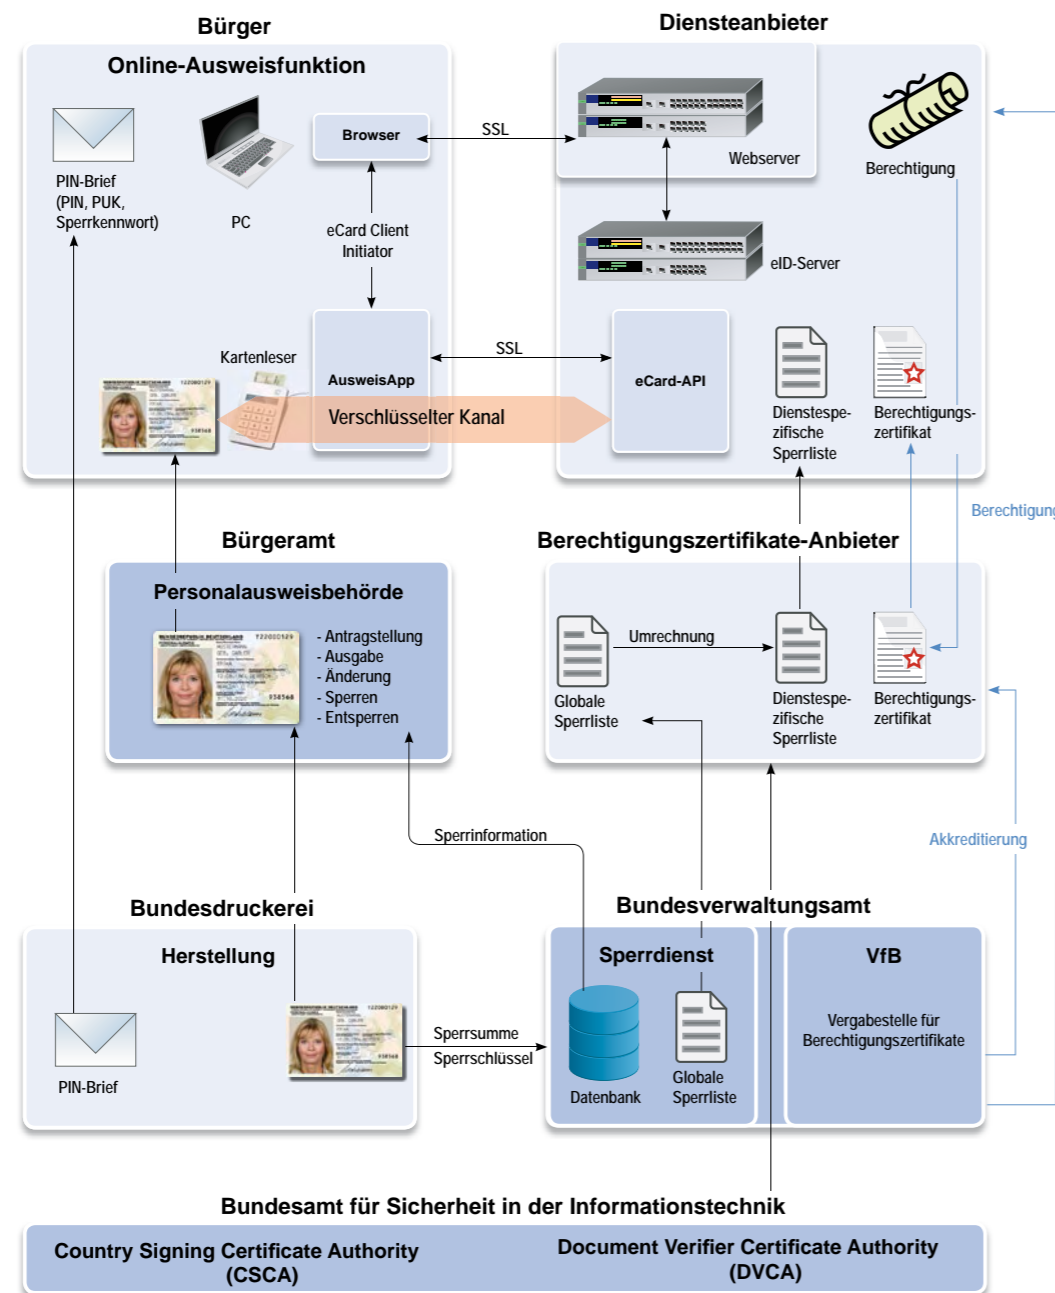 Bürger
Diensteanbieter
Online-Ausweisfunktion
PIN-Brief
(PIN, PUK,
Sperrkennwort)
PC
Browser
SSL
Webserver
Berechtigung
eCard Client
Initiator
eID-Server
Kartenleser
AusweisApp
SSL
eCard-API
Verschlüsselter Kanal
Dienstespe-
zifische
Sperrliste
Berechtigungs-
zertifikat
Berechtigung
Bürgeramt
Berechtigungszertifikate-Anbieter
Personalausweisbehörde
BUNDESREPUBLIK DEUTSCHLAND
- Antragstellung
- Ausgabe
- Änderung
- Sperren
- Entsperren
Umrechnung
Globale
Sperrliste
Dienstespe-
zifische
Sperrliste
Berechtigungs-
zertifikat
Sperrinformation
Akkreditierung
Bundesdruckerei
Bundesverwaltungsamt
Herstellung
Sperrdienst
VfB
PIN-Brief
Sperrsumme
Sperrschlüssel
Datenbank
Globale
Sperrliste
Vergabestelle für
Berechtigungszertifikate
Bundesamt für Sicherheit in der Informationstechnik
Country Signing Certificate Authority
(CSCA)
Document Verifier Certificate Authority
(DVCA)